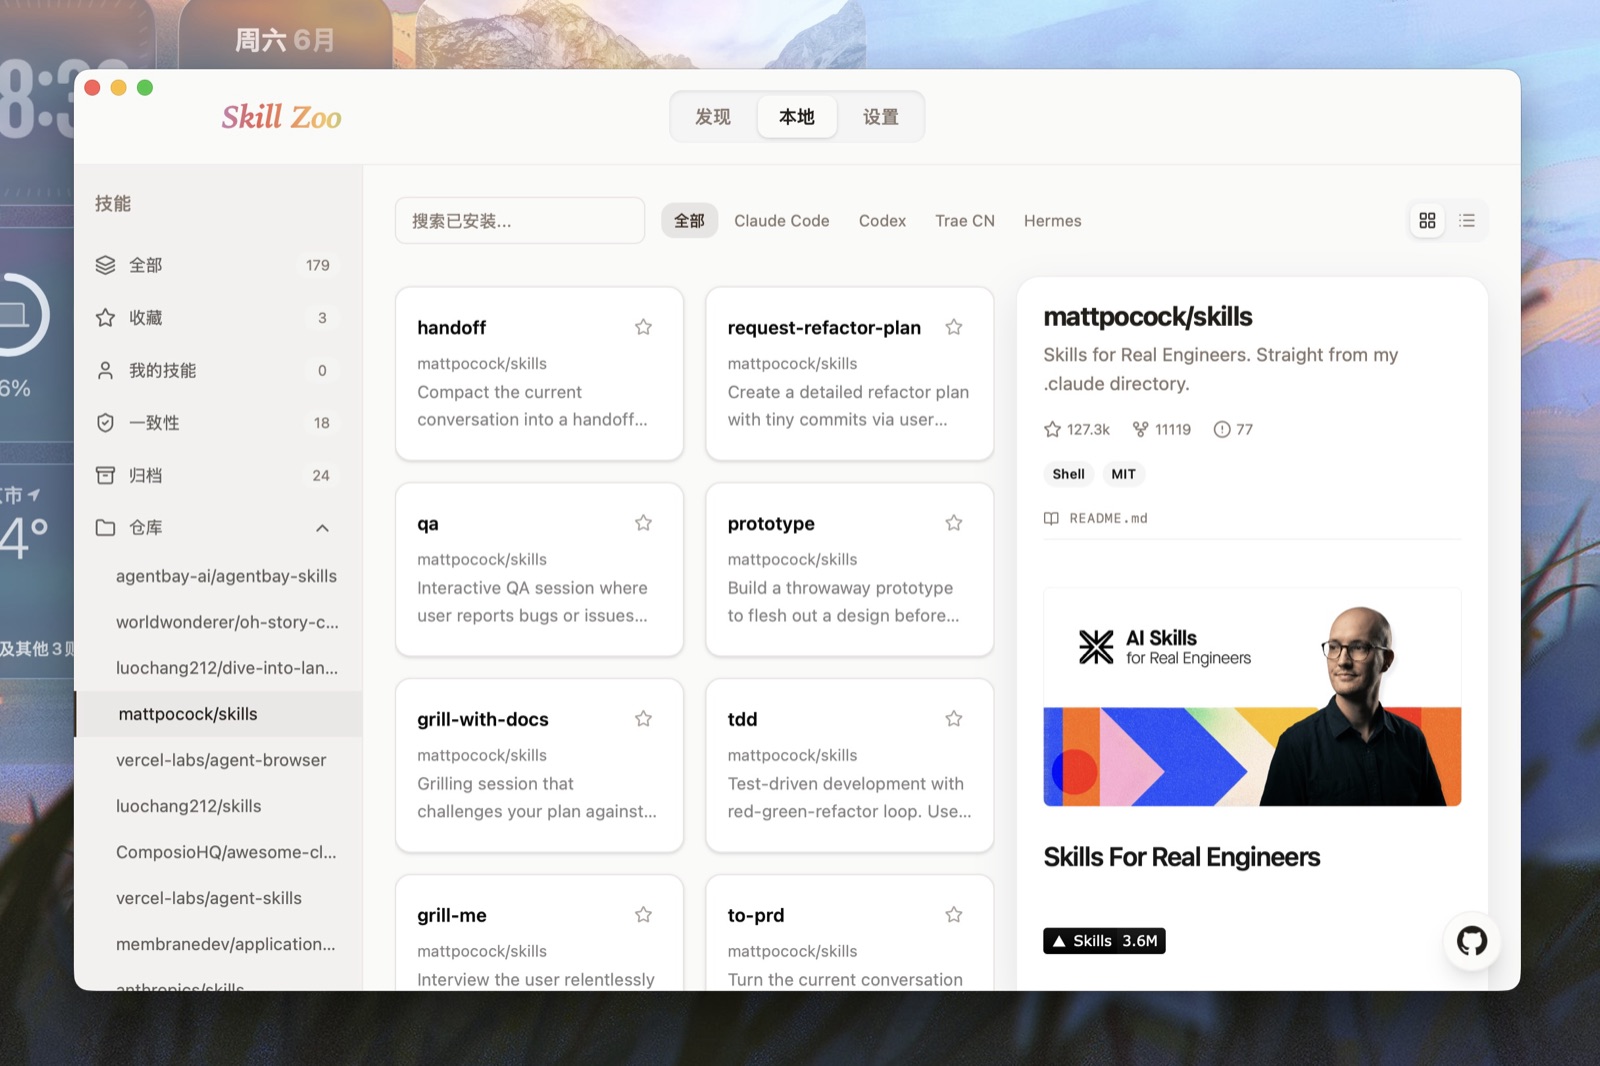 周六 6月
6%
4°
及其他 3
Skill Zoo
发现
本地
设置
技能
全部
179
收藏
3
我的技能
0
一致性
18
归档
24
仓库
agentbay-ai/agentbay-skills
worldwonderer/oh-story-c...
luochang212/dive-into-lan...
mattpocock/skills
vercel-labs/agent-browser
luochang212/skills
ComposioHQ/awesome-cl...
vercel-labs/agent-skills
membranedev/application...
anthropics/skills
搜索已安装...
全部
Claude Code
Codex
Trae CN
Hermes
handoff
mattpocock/skills
Compact the current
conversation into a handoff...
request-refactor-plan
mattpocock/skills
Create a detailed refactor plan
with tiny commits via user...
qa
mattpocock/skills
Interactive QA session where
user reports bugs or issues...
prototype
mattpocock/skills
Build a throwaway prototype
to flesh out a design before...
grill-with-docs
mattpocock/skills
Grilling session that
challenges your plan against...
tdd
mattpocock/skills
Test-driven development with
red-green-refactor loop. Use...
grill-me
mattpocock/skills
Interview the user relentlessly
to-prd
mattpocock/skills
Turn the current conversation
mattpocock/skills
Skills for Real Engineers. Straight from my
.claude directory.
127.3k
11119
77
Shell
MIT
README.md
AI Skills
for Real Engineers
Skills For Real Engineers
Skills 3.6M